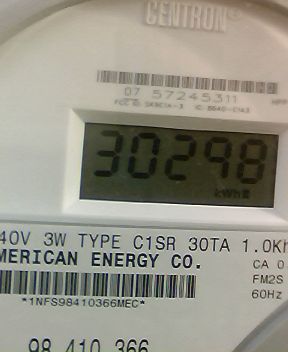 CENTRON®
07 57245311
30298
kWh
40V 3W TYPE C1SR 30TA 1.0Kh
MERICAN ENERGY CO.
CA 0
*1NFS98410366MEC*
FM2S
60Hz
98 410 366